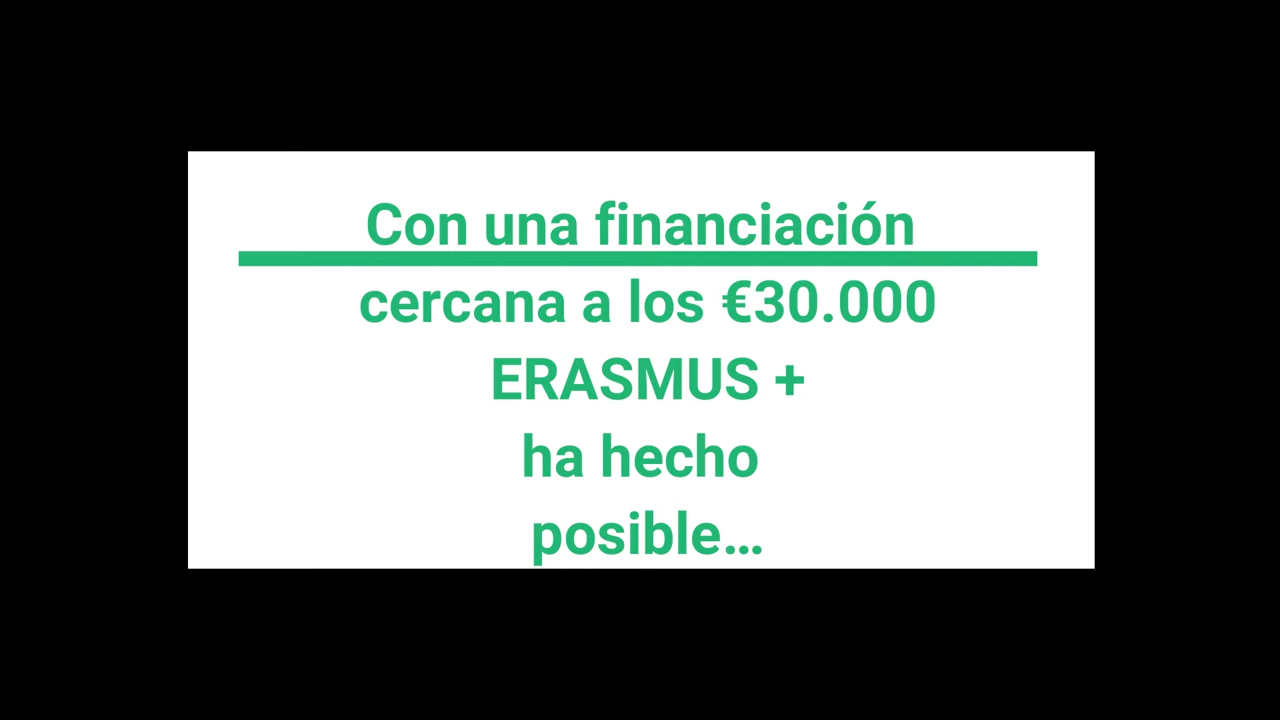 Con una financiación
cercana a los €30.000
ERASMUS +
ha hecho
posible…